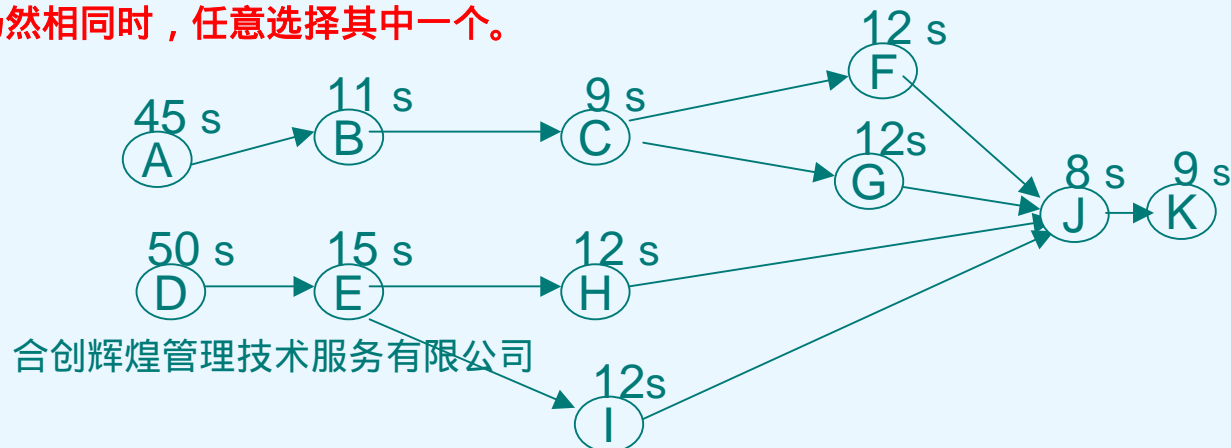 然相同时，任意选择其中一个。
12 s
F
11 s
B
9 s
C
45 s
A
12s
G
8 s
J
9 s
K
50 s
D
15 s
E
12 s
H
合创辉煌管理技术服务有限公司
12s
I